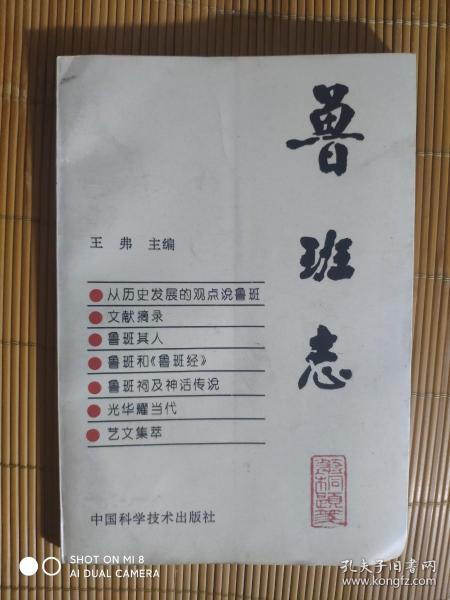 鲁班志
王弗 主编
从历史发展的观点说鲁班
文献摘录
鲁班其人
鲁班和《鲁班经》
鲁班祠及神话传说
光华耀当代
艺文集萃
中国科学技术出版社
SHOT ON MI 8
AI DUAL CAMERA
孔夫子旧书网
www.kongfz.com